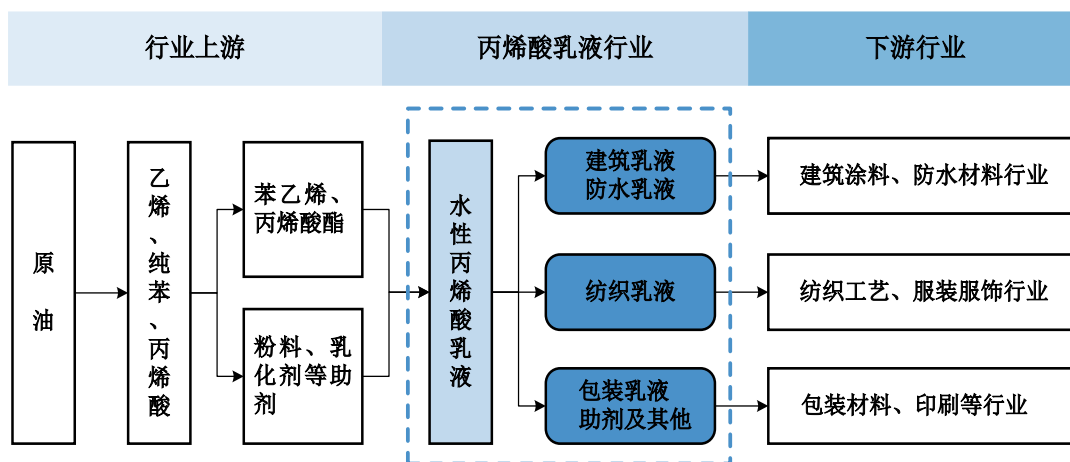 行业上游
丙烯酸乳液行业
下游行业
原油
乙烯、纯苯、丙烯酸
苯乙烯、
丙烯酸酯
粉料、乳
化剂等助
剂
水性丙烯酸乳液
建筑乳液
防水乳液
纺织乳液
包装乳液
助剂及其他
建筑涂料、防水材料行业
纺织工艺、服装服饰行业
包装材料、印刷等行业